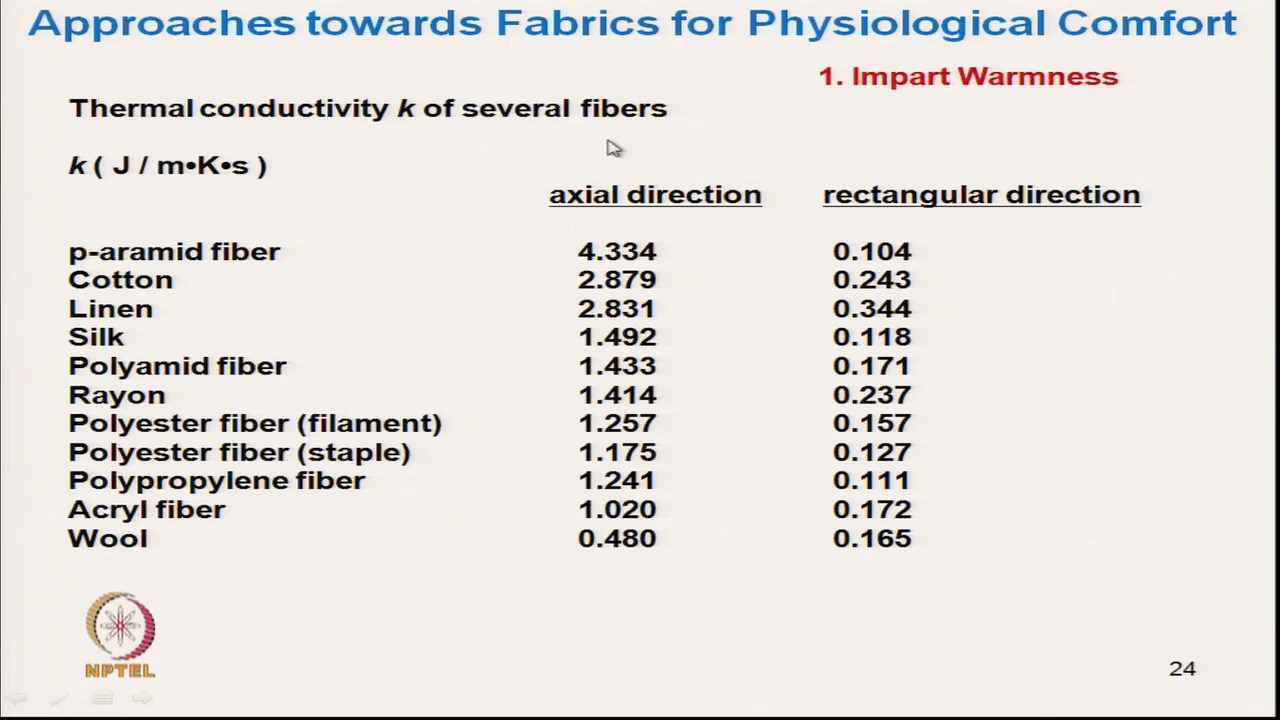 Approaches towards Fabrics for Physiological Comfort
1. Impart Warmness
Thermal conductivity k of several fibers
k ( J / m•K•s )
axial direction rectangular direction
p-aramid fiber 4.334 0.104
Cotton 2.879 0.243
Linen 2.831 0.344
Silk 1.492 0.118
Polyamid fiber 1.433 0.171
Rayon 1.414 0.237
Polyester fiber (filament) 1.257 0.157
Polyester fiber (staple) 1.175 0.127
Polypropylene fiber 1.241 0.111
Acryl fiber 1.020 0.172
Wool 0.480 0.165
NPTEL
24